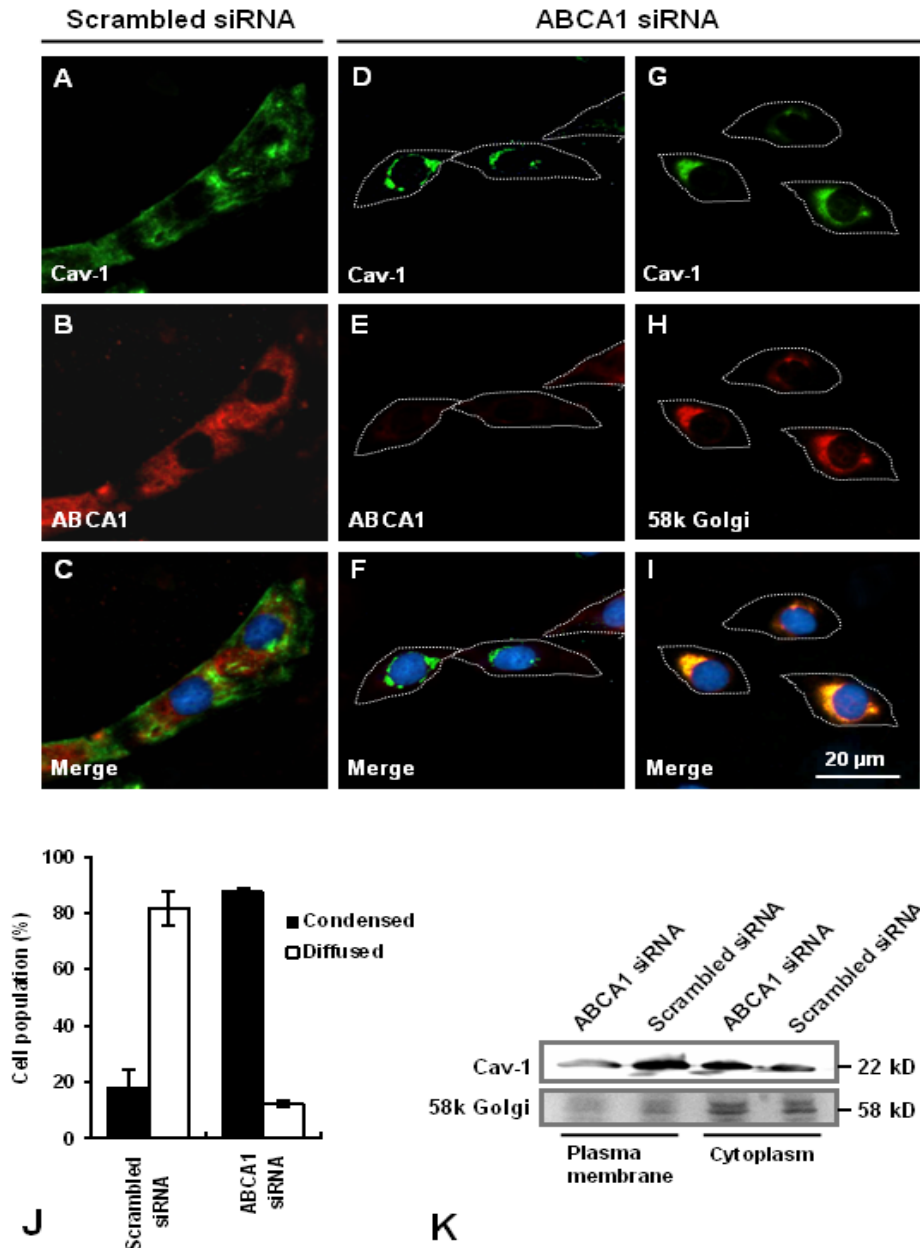 Scrambled siRNA
ABCA1 siRNA
A
D
G
Cav-1
Cav-1
Cav-1
B
E
H
ABCA1
ABCA1
58k Golgi
C
F
I
Merge
Merge
Merge
20 µm
100
80
60
40
20
0
Cell population (%)
Condensed
Diffused
Scrambled
siRNA
ABCA1
siRNA
J
ABCA1 siRNA
Scrambled siRNA
ABCA1 siRNA
Scrambled siRNA
Cav-1
22 kD
58k Golgi
58 kD
Plasma
membrane
Cytoplasm
K